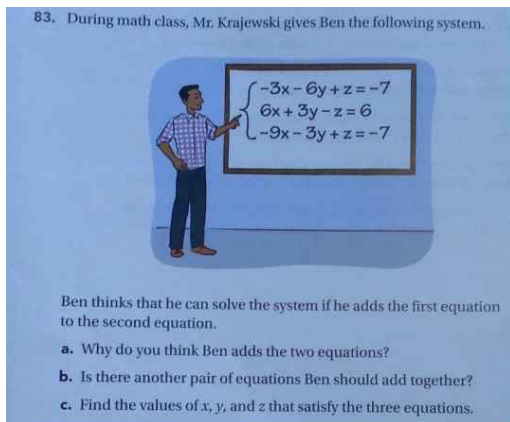 83. During math class, Mr. Krajewski gives Ben the following system.
-3x - 6y + z = -7
6x + 3y - z = 6
-9x - 3y + z = -7
Ben thinks that he can solve the system if he adds the first equation
to the second equation.
a. Why do you think Ben adds the two equations?
b. Is there another pair of equations Ben should add together?
c. Find the values of x, y, and z that satisfy the three equations.